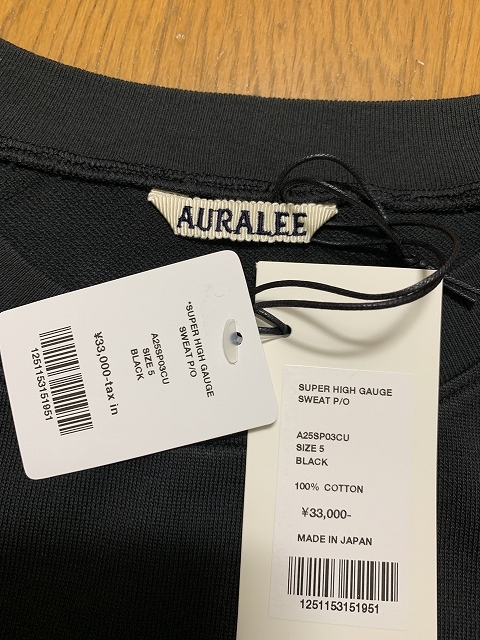 AURALEE
*SUPER HIGH GAUGE
SWEAT P/O
A25SP03CU
SIZE 5
BLACK
¥33,000-tax in
1251153151951
SUPER HIGH GAUGE
SWEAT P/O
A25SP03CU
SIZE 5
BLACK
100% COTTON
¥33,000-
MADE IN JAPAN
1251153151951